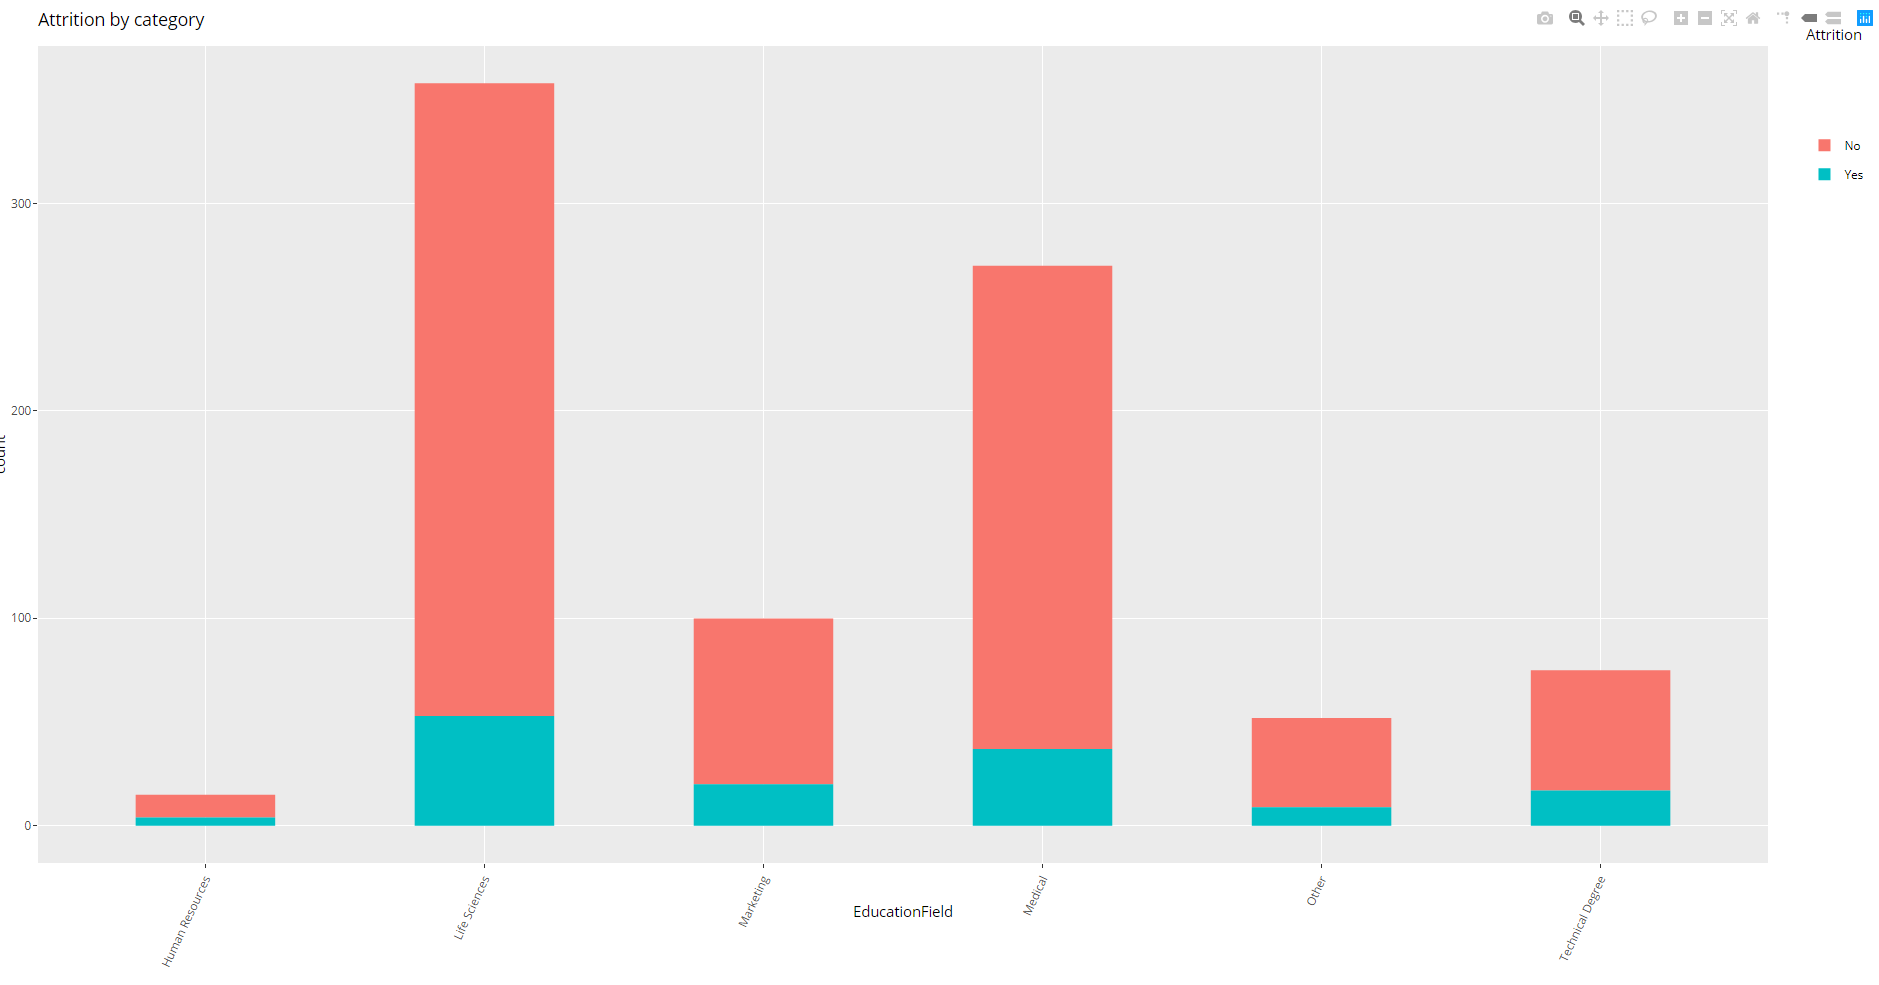 Attrition by category
Attrition
No
Yes
300
200
100
0
count
Human Resources
Life Sciences
Marketing
Medical
Other
Technical Degree
EducationField